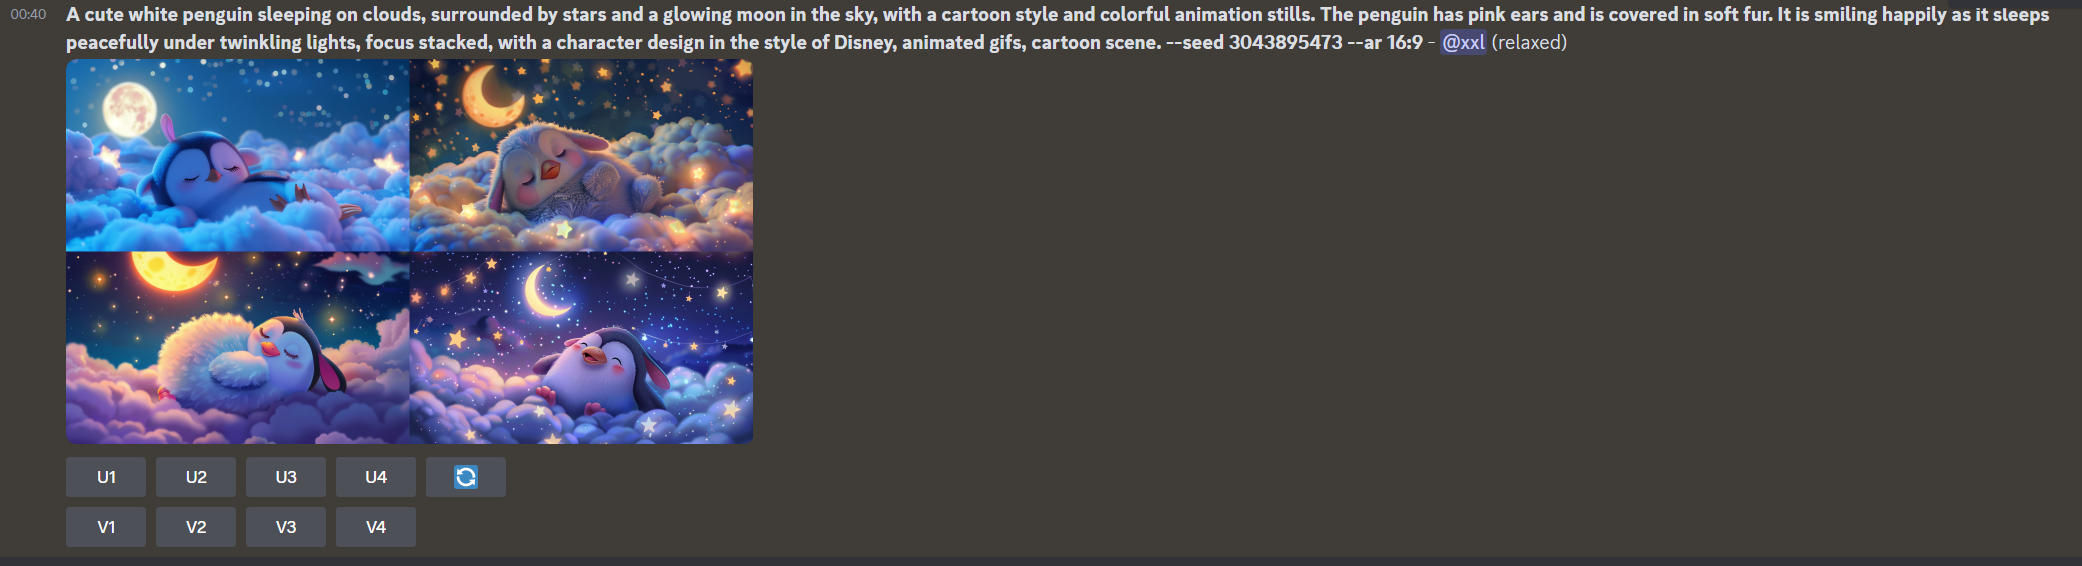 00:40 A cute white penguin sleeping on clouds, surrounded by stars and a glowing moon in the sky, with a cartoon style and colorful animation stills. The penguin has pink ears and is covered in soft fur. It is smiling happily as it sleeps
peacefully under twinkling lights, focus stacked, with a character design in the style of Disney, animated gifs, cartoon scene. --seed 3043895473 --ar 16:9 - @xxl (relaxed)
U1 U2 U3 U4
V1 V2 V3 V4